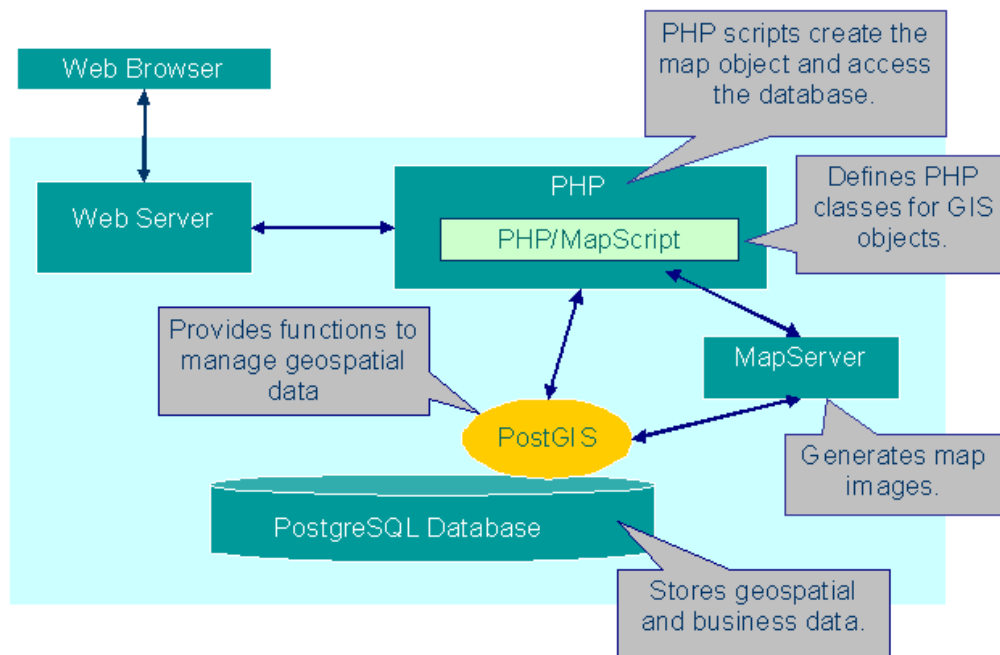 PHP scripts create the
map object and access
the database.
Web Browser
PHP
Defines PHP
classes for GIS
objects.
Web Server
PHP/MapScript
Provides functions to
manage geospatial
data
MapServer
PostGIS
Generates map
images.
PostgreSQL Database
Stores geospatial
and business data.